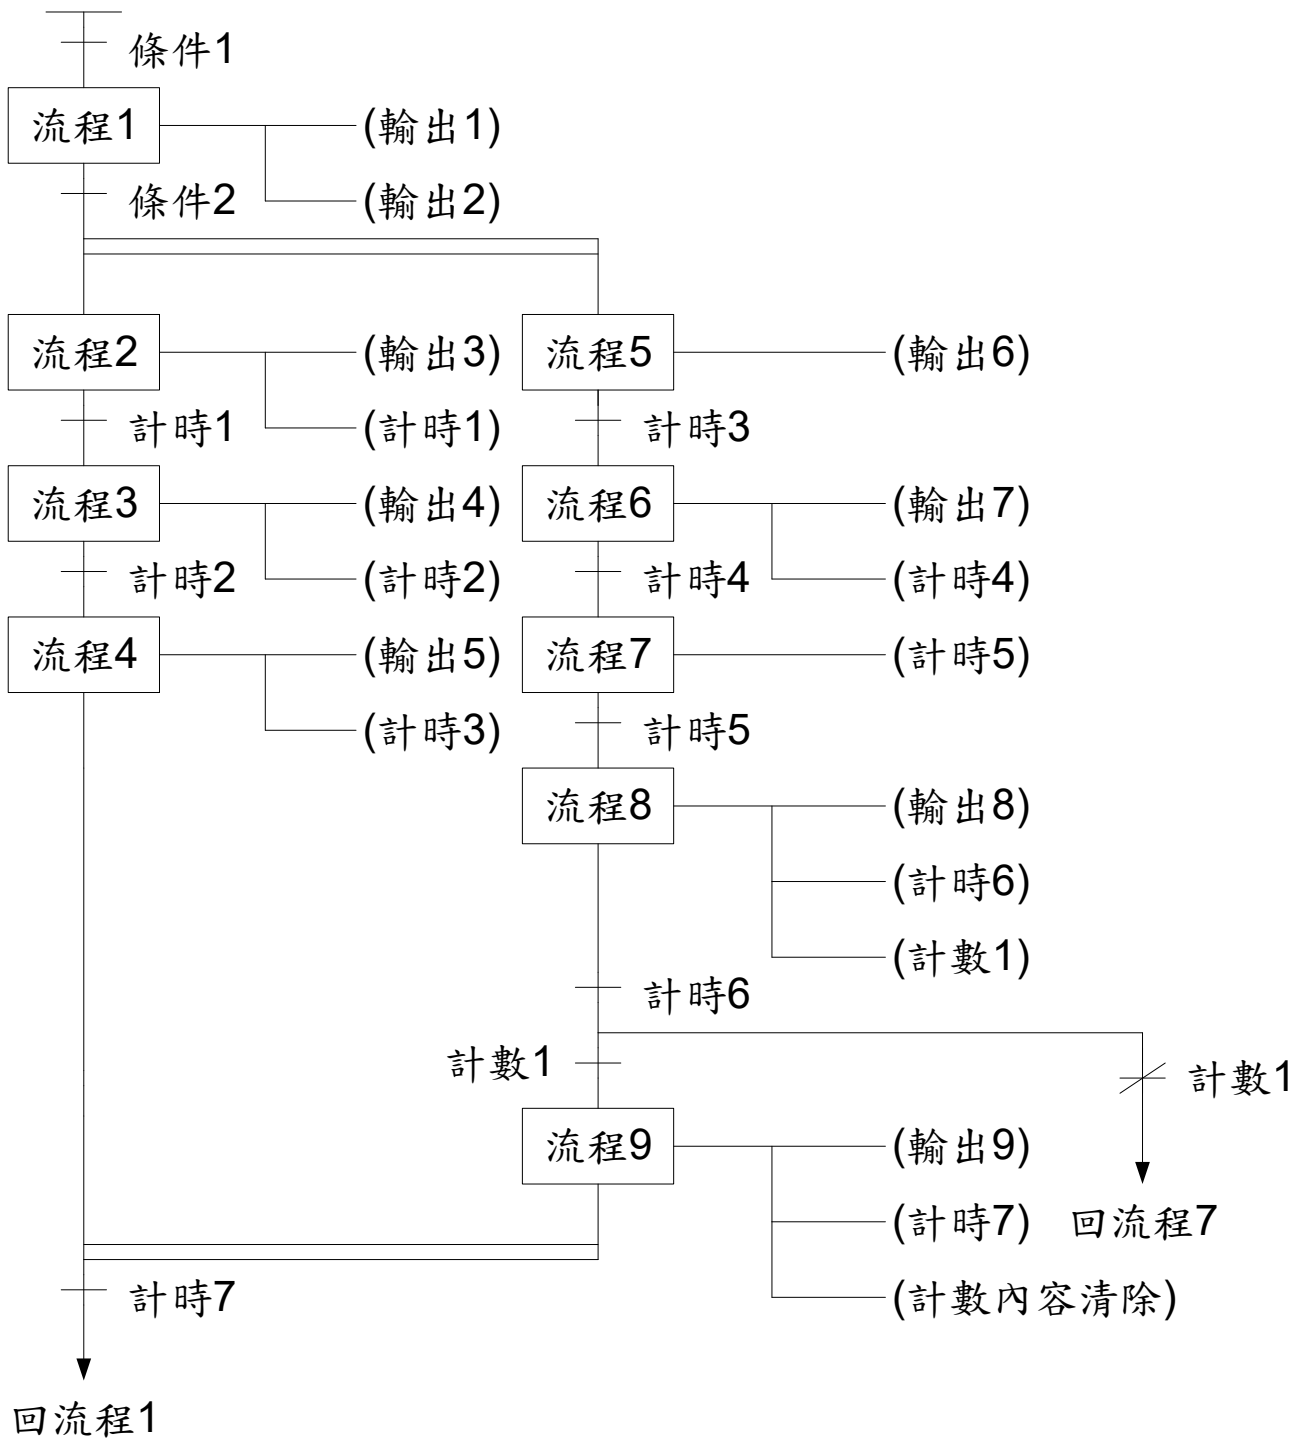 條件1
流程1 (輸出1)
條件2 (輸出2)
流程2 (輸出3) 流程5 (輸出6)
計時1 (計時1) 計時3
流程3 (輸出4) 流程6 (輸出7)
計時2 (計時2) 計時4 (計時4)
流程4 (輸出5) 流程7 (計時5)
(計時3) 計時5
流程8 (輸出8)
(計時6)
(計數1)
計時6
計數1 計數1
流程9 (輸出9)
(計時7) 回流程7
計時7 (計數內容清除)
回流程1